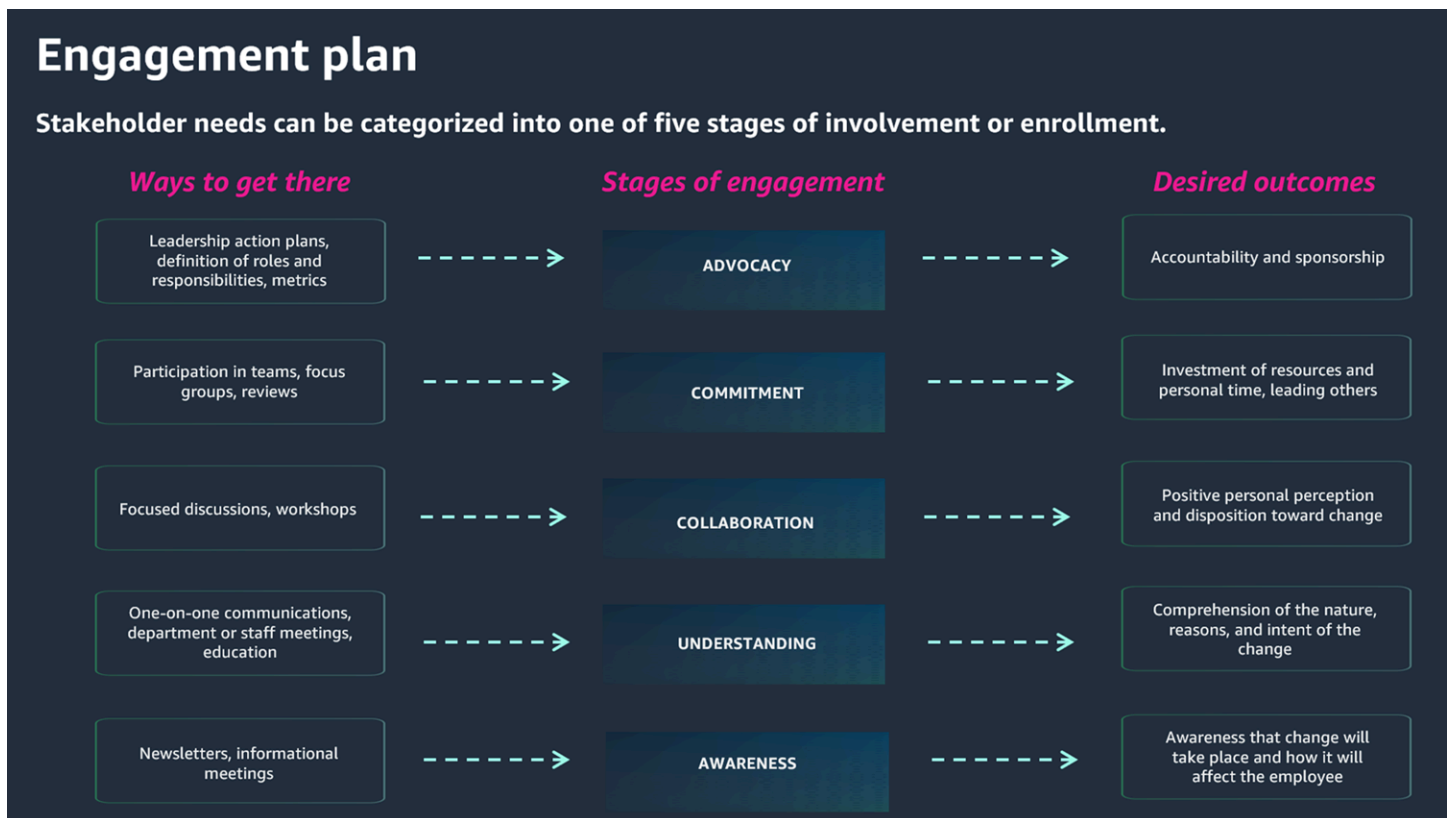 Engagement plan
Stakeholder needs can be categorized into one of five stages of involvement or enrollment.
Ways to get there
Stages of engagement
Desired outcomes
Leadership action plans,
definition of roles and
responsibilities, metrics
ADVOCACY
Accountability and sponsorship
Participation in teams, focus
groups, reviews
COMMITMENT
Investment of resources and
personal time, leading others
Focused discussions, workshops
COLLABORATION
Positive personal perception
and disposition toward change
One-on-one communications,
department or staff meetings,
education
UNDERSTANDING
Comprehension of the nature,
reasons, and intent of the
change
Newsletters, informational
meetings
AWARENESS
Awareness that change will
take place and how it will
affect the employee